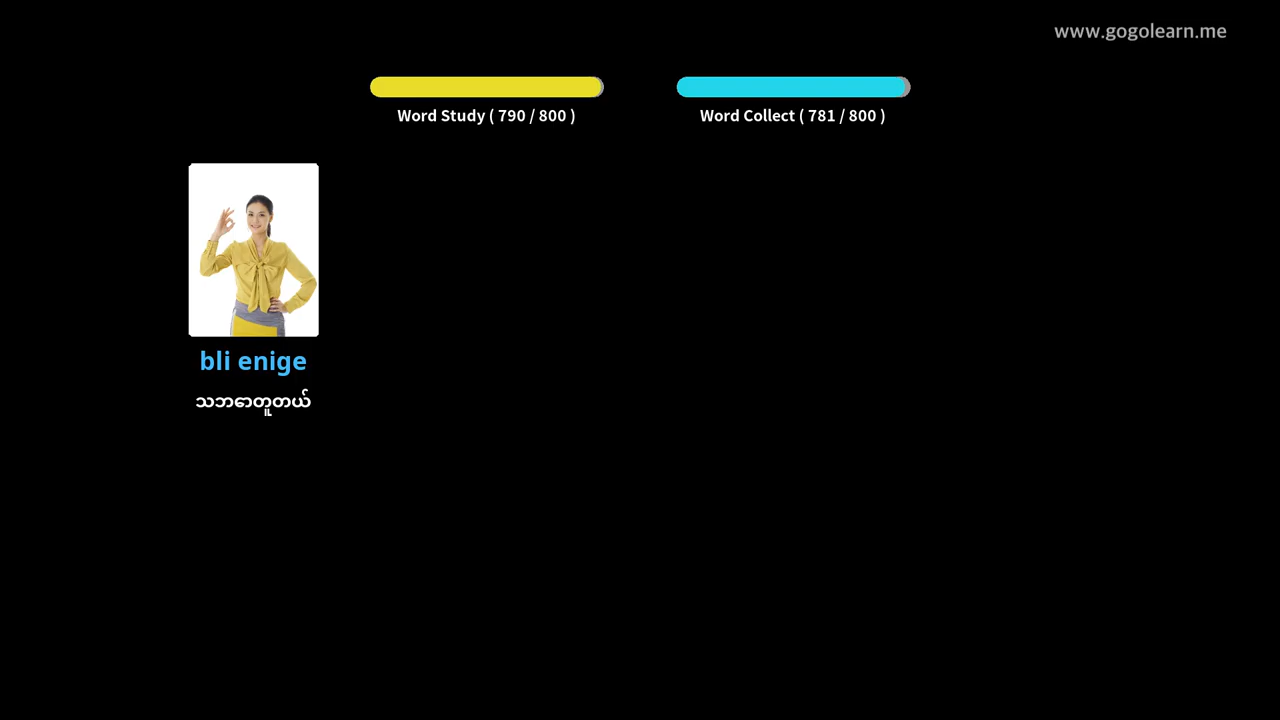 www.gogolearn.me
Word Study ( 790 / 800 )
Word Collect ( 781 / 800 )
bli enige
သဘောတူတယ်